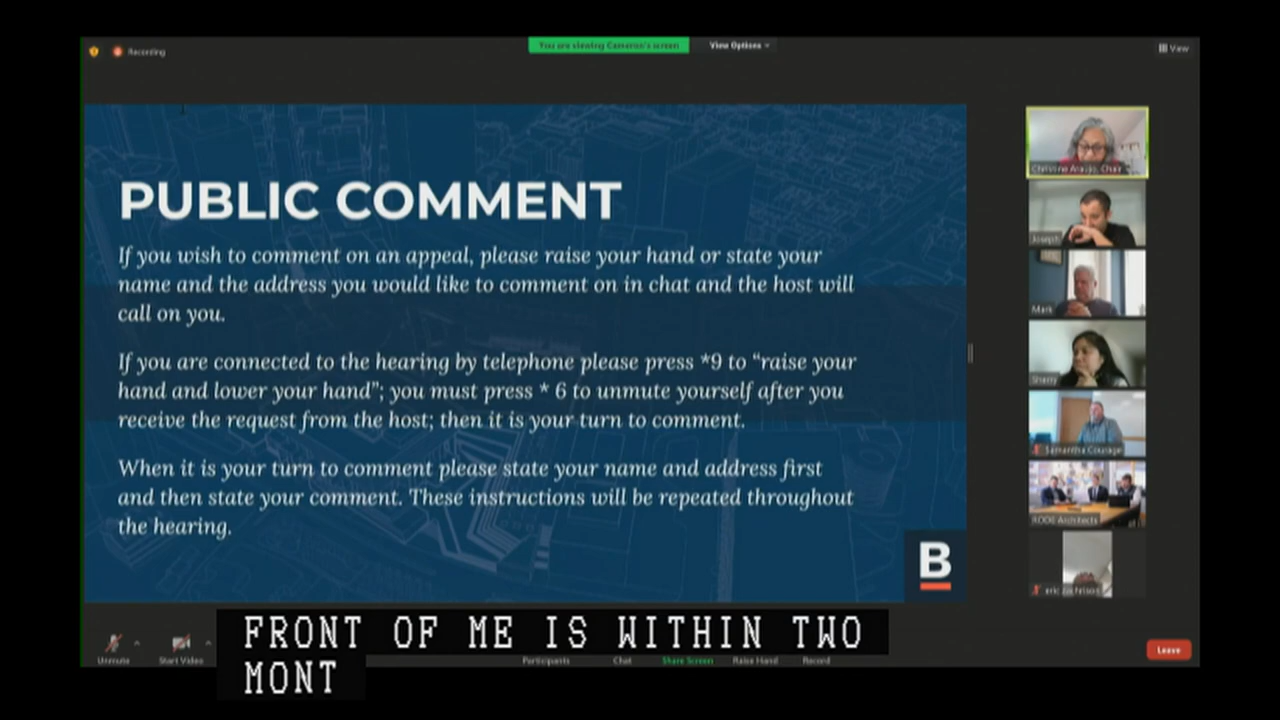 Recording
You are viewing Cameron's screen
View Options
View
PUBLIC COMMENT
If you wish to comment on an appeal, please raise your hand or state your
name and the address you would like to comment on in chat and the host will
call on you.
If you are connected to the hearing by telephone please press *9 to “raise your
hand and lower your hand”; you must press * 6 to unmute yourself after you
receive the request from the host; then it is your turn to comment.
When it is your turn to comment please state your name and address first
and then state your comment. These instructions will be repeated throughout
the hearing.
B
Christine Araujo, Chair
Joseph
Mark
Sherry
Samantha
RODE Architects
eric
Unmute
Start Video
Participants
Chat
Share Screen
Raise Hand
Record
Leave
FRONT OF ME IS WITHIN TWO
MONT